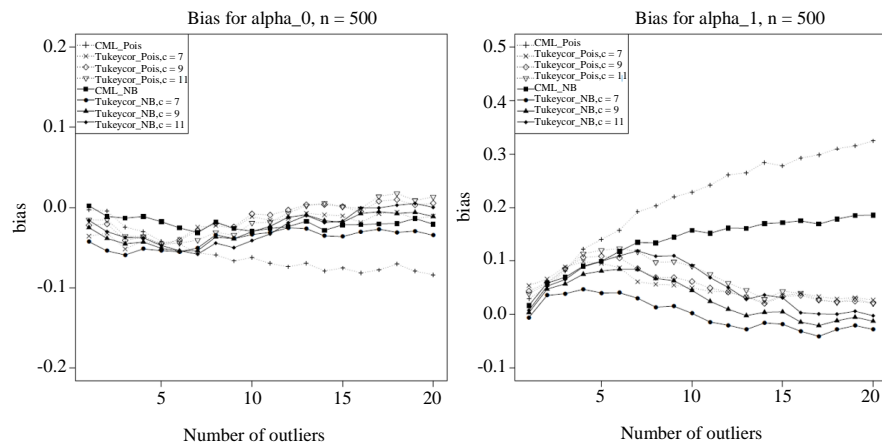 Bias for alpha_0, n = 500
0.2
0.1
0.0
-0.1
-0.2
bias
CML_Pois
Tukeycor_Pois,c = 7
Tukeycor_Pois,c = 9
Tukeycor_Pois,c = 11
CML_NB
Tukeycor_NB,c = 7
Tukeycor_NB,c = 9
Tukeycor_NB,c = 11
5
10
15
20
Number of outliers
Bias for alpha_1, n = 500
0.5
0.4
0.3
0.2
0.1
0.0
-0.1
bias
CML_Pois
Tukeycor_Pois,c = 7
Tukeycor_Pois,c = 9
Tukeycor_Pois,c = 11
CML_NB
Tukeycor_NB,c = 7
Tukeycor_NB,c = 9
Tukeycor_NB,c = 11
5
10
15
20
Number of outliers